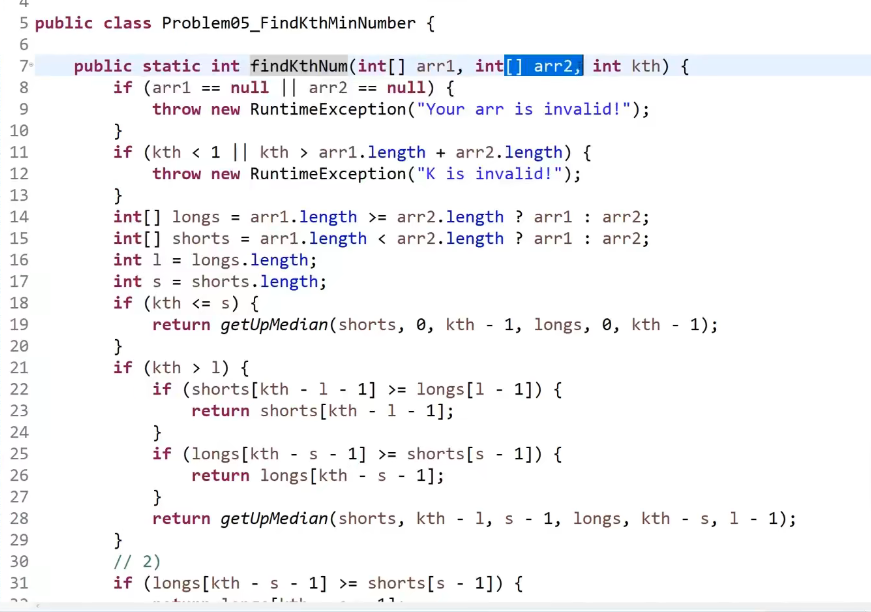 4
5 public class Problem05_FindKthMinNumber {
6
7 public static int findKthNum(int[] arr1, int[] arr2, int kth) {
8 if (arr1 == null || arr2 == null) {
9 throw new RuntimeException("Your arr is invalid!");
10 }
11 if (kth < 1 || kth > arr1.length + arr2.length) {
12 throw new RuntimeException("K is invalid!");
13 }
14 int[] longs = arr1.length >= arr2.length ? arr1 : arr2;
15 int[] shorts = arr1.length < arr2.length ? arr1 : arr2;
16 int l = longs.length;
17 int s = shorts.length;
18 if (kth <= s) {
19 return getUpMedian(shorts, 0, kth - 1, longs, 0, kth - 1);
20 }
21 if (kth > l) {
22 if (shorts[kth - l - 1] >= longs[l - 1]) {
23 return shorts[kth - l - 1];
24 }
25 if (longs[kth - s - 1] >= shorts[s - 1]) {
26 return longs[kth - s - 1];
27 }
28 return getUpMedian(shorts, kth - l, s - 1, longs, kth - s, l - 1);
29 }
30 // 2)
31 if (longs[kth - s - 1] >= shorts[s - 1]) {